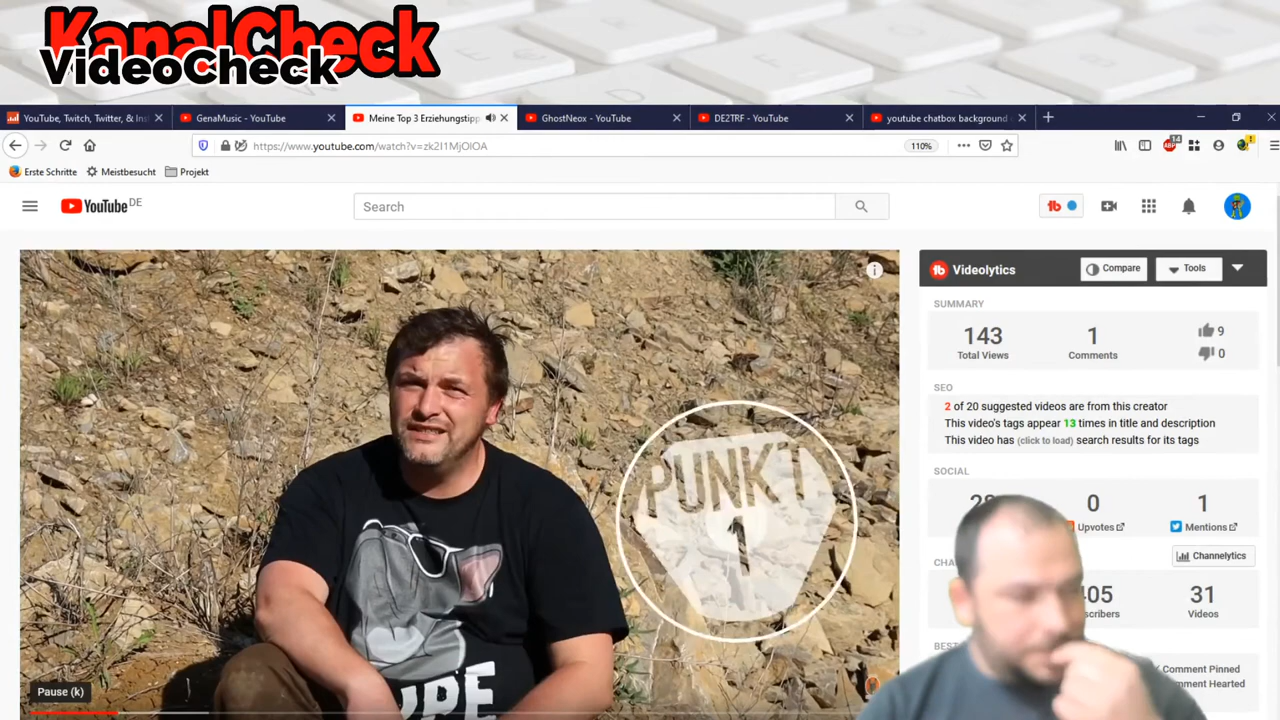 KanalCheck
VideoCheck
YouTube, Twitch, Twitter, & Ins
GenaMusic - YouTube
Meine Top 3 Erziehungstipp
GhostNeox - YouTube
DE2TRF - YouTube
youtube chatbox background
https://www.youtube.com/watch?v=zk2I1MjOlOA
110%
14
Erste Schritte
Meistbesucht
Projekt
YouTube DE
Search
tb
Videolytics
Compare
Tools
SUMMARY
143
1
9
Total Views
Comments
0
SEO
2 of 20 suggested videos are from this creator
This video's tags appear 13 times in title and description
This video has (click to load) search results for its tags
SOCIAL
0
1
Upvotes
Mentions
Channelytics
405
31
Videos
Comment Pinned
PUNKT
1
Pause (k)